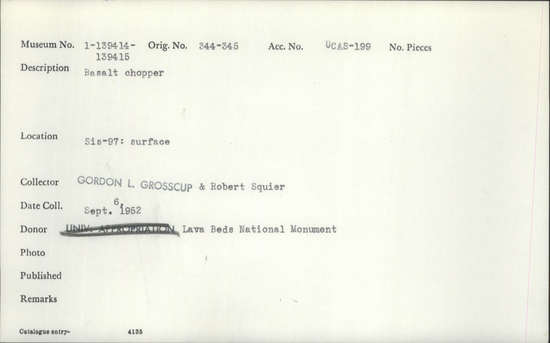 Museum No. 1-139414- Orig. No. 344-345 Acc. No. UCAS-199 No. Pieces
139415
Description Basalt chopper
Location Sis-97: surface
Collector GORDON L. GROSSCUP & Robert Squier
Date Coll. Sept. 6, 1952
Donor UNIV. APPROPRIATION Lava Beds National Monument
Photo
Published
Remarks
Catalogue entry- 4135